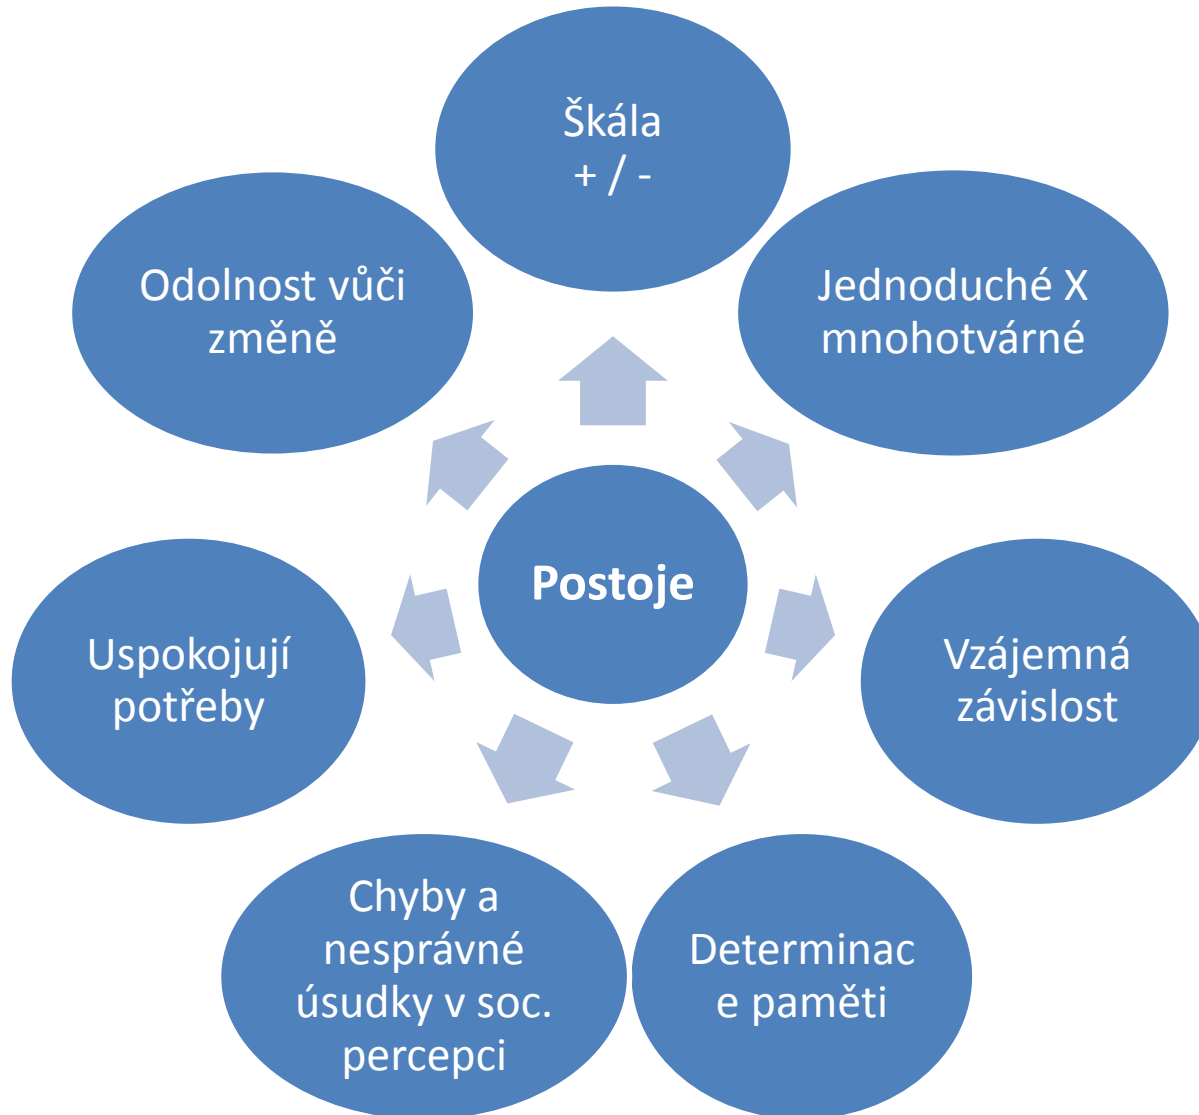 Škála
+ / -
Jednoduché X
mnohotvárné
Vzájemná
závislost
Determinac
e paměti
Chyby a
nesprávné
úsudky v soc.
percepci
Uspokojují
potřeby
Odolnost vůči
změně
Postoje